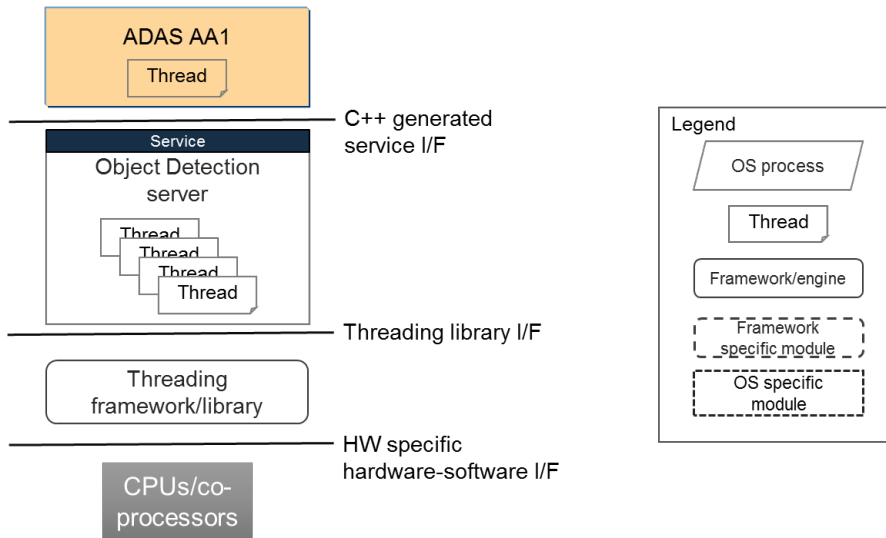 ADAS AA1
Thread
C++ generated
service I/F
Service
Object Detection
server
Thread
Thread
Thread
Thread
Threading library I/F
Threading
framework/library
HW specific
hardware-software I/F
CPUs/co-
processors
Legend
OS process
Thread
Framework/engine
Framework
specific module
OS specific
module